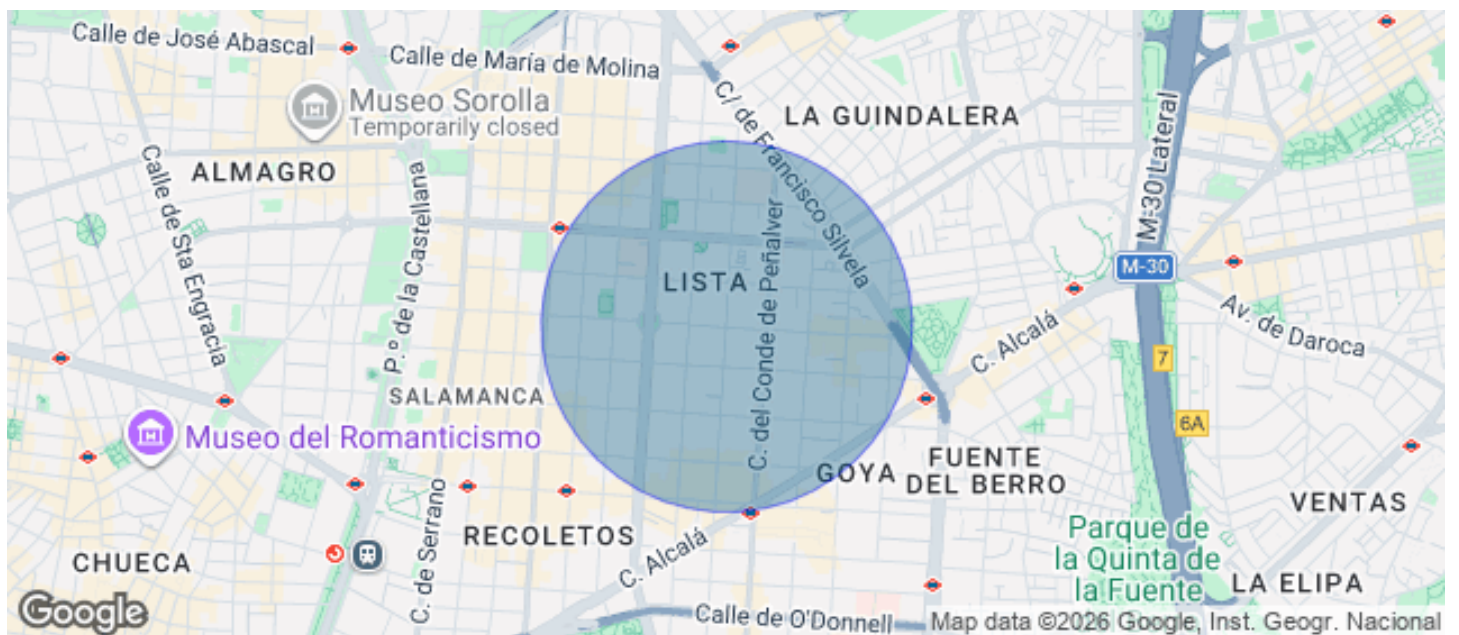 Calle de José Abascal
Calle de María de Molina
Museo Sorolla
Temporarily closed
C/ de Francisco Silvela
LA GUINDALERA
M-30 Lateral
ALMAGRO
Calle de Sta Engracia
P.º de la Castellana
C. del Conde de Peñalver
LISTA
M-30
Av. de Daroca
C. Alcalá
7
SALAMANCA
6A
Museo del Romanticismo
GOYA
FUENTE
DEL BERRO
VENTAS
C. de Serrano
RECOLETOS
Parque de
la Quinta de
la Fuente
CHUECA
C. Alcalá
LA ELIPA
Google
Calle de O'Donnell
Map data ©2026 Google, Inst. Geogr. Nacional